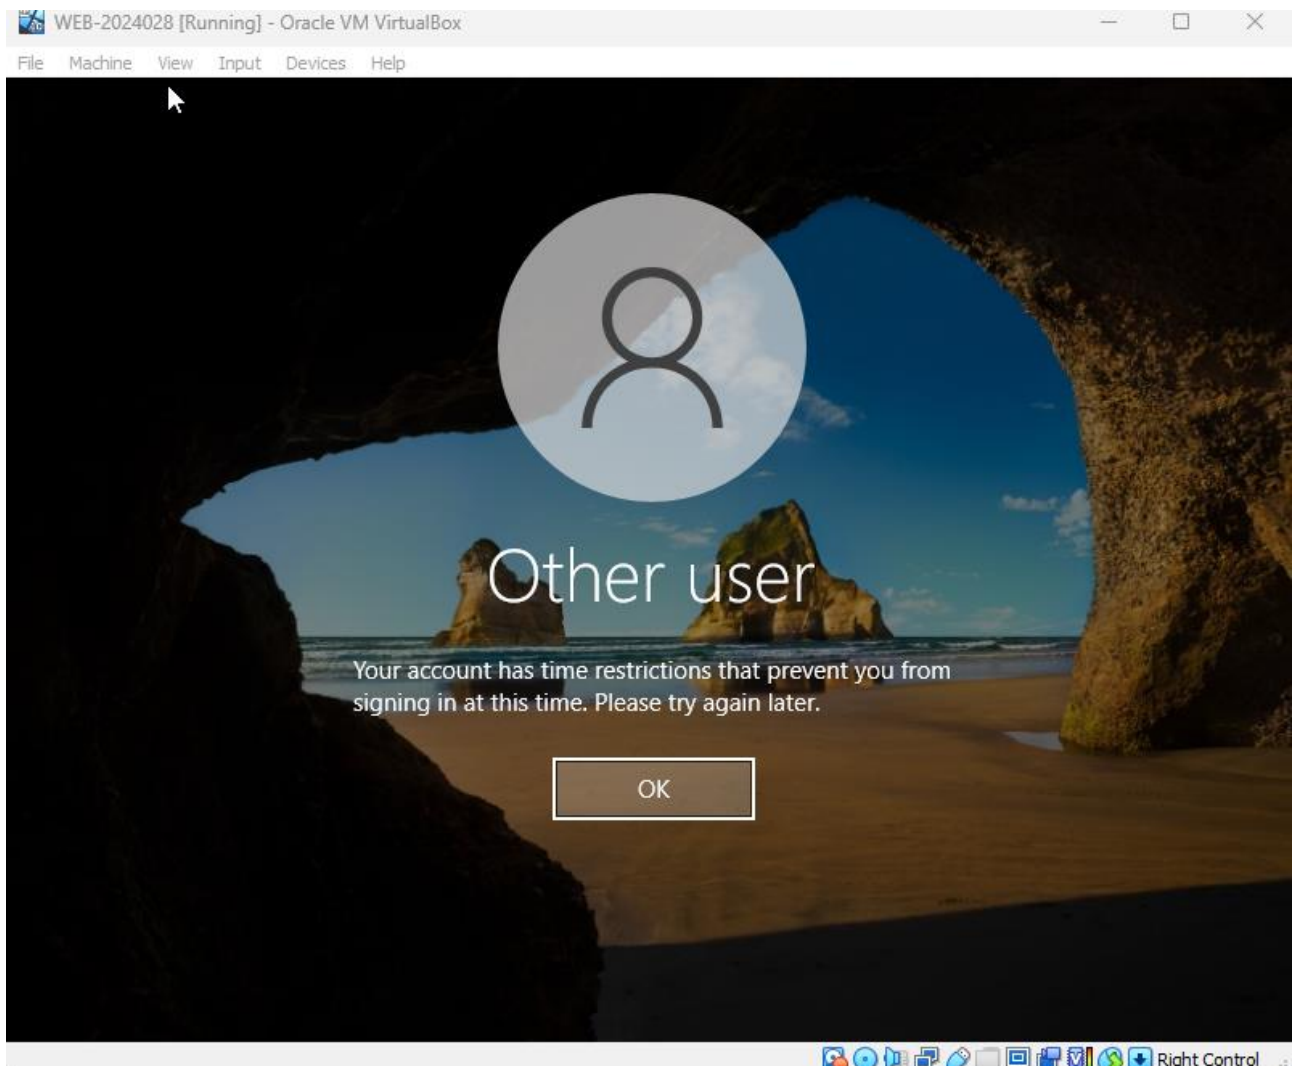 WEB-2024028 [Running] - Oracle VM VirtualBox
File Machine View Input Devices Help
Other user
Your account has time restrictions that prevent you from
signing in at this time. Please try again later.
OK
Right Control